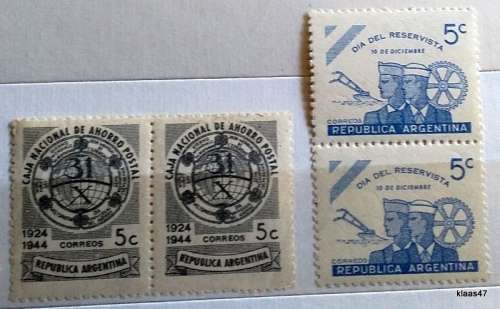 CAJA NACIONAL DE AHORRO POSTAL
31
X
1924
1944 CORREOS 5c
REPUBLICA ARGENTINA
CAJA NACIONAL DE AHORRO POSTAL
31
X
1924
1944 CORREOS 5c
REPUBLICA ARGENTINA
DIA DEL RESERVISTA 5c
10 DE DICIEMBRE
CORREOS
REPUBLICA ARGENTINA
DIA DEL RESERVISTA 5c
10 DE DICIEMBRE
CORREOS
REPUBLICA ARGENTINA
klaas47